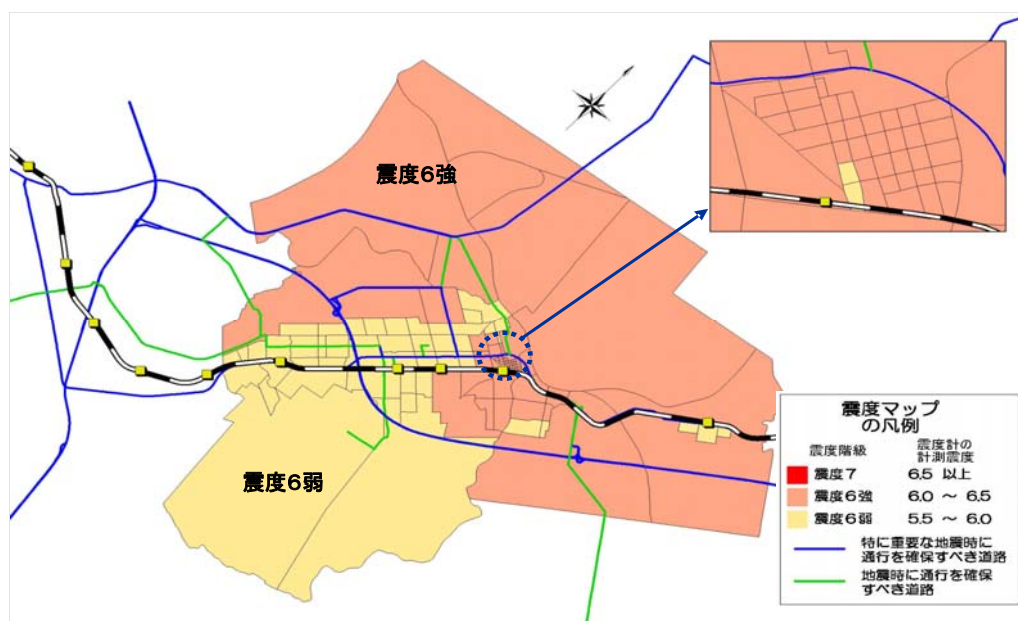 震度6強
震度6弱
震度マップ
の凡例
震度階級
震度計の
計測震度
震度7 6.5 以上
震度6強 6.0 ～ 6.5
震度6弱 5.5 ～ 6.0
特に重要な地震時に
通行を確保すべき道路
地震時に通行を確保
すべき道路